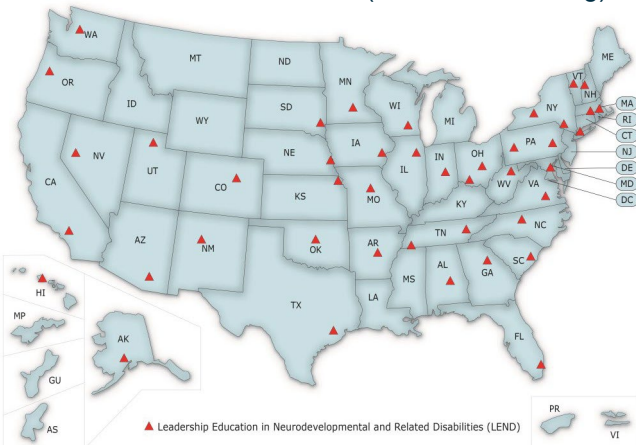 WA
MT
ND
MN
ME
VT
NH
MA
RI
CT
NJ
DE
MD
DC
OR
ID
WY
SD
WI
MI
NY
NE
IA
PA
NV
UT
CO
KS
MO
IL
IN
OH
WV
VA
KY
CA
AZ
NM
OK
AR
TN
NC
SC
MS
AL
GA
TX
LA
FL
HI
MP
AK
GU
AS
PR
VI
Leadership Education in Neurodevelopmental and Related Disabilities (LEND)